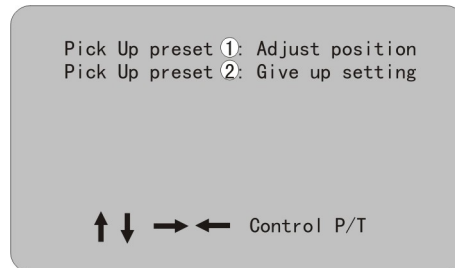 Pick Up preset ①: Adjust position
Pick Up preset ②: Give up setting
↑ ↓ → ← Control P/T